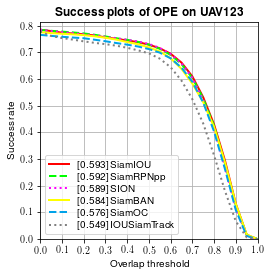 Success plots of OPE on UAV123
0.8
0.7
0.6
0.5
0.4
0.3
0.2
0.1
0.0
Success rate
[0.593] SiamIOU
[0.592] SiamRPNpp
[0.589] SION
[0.584] SiamBAN
[0.576] SiamOC
[0.549] IOUSiamTrack
0.0 0.1 0.2 0.3 0.4 0.5 0.6 0.7 0.8 0.9 1.0
Overlap threshold